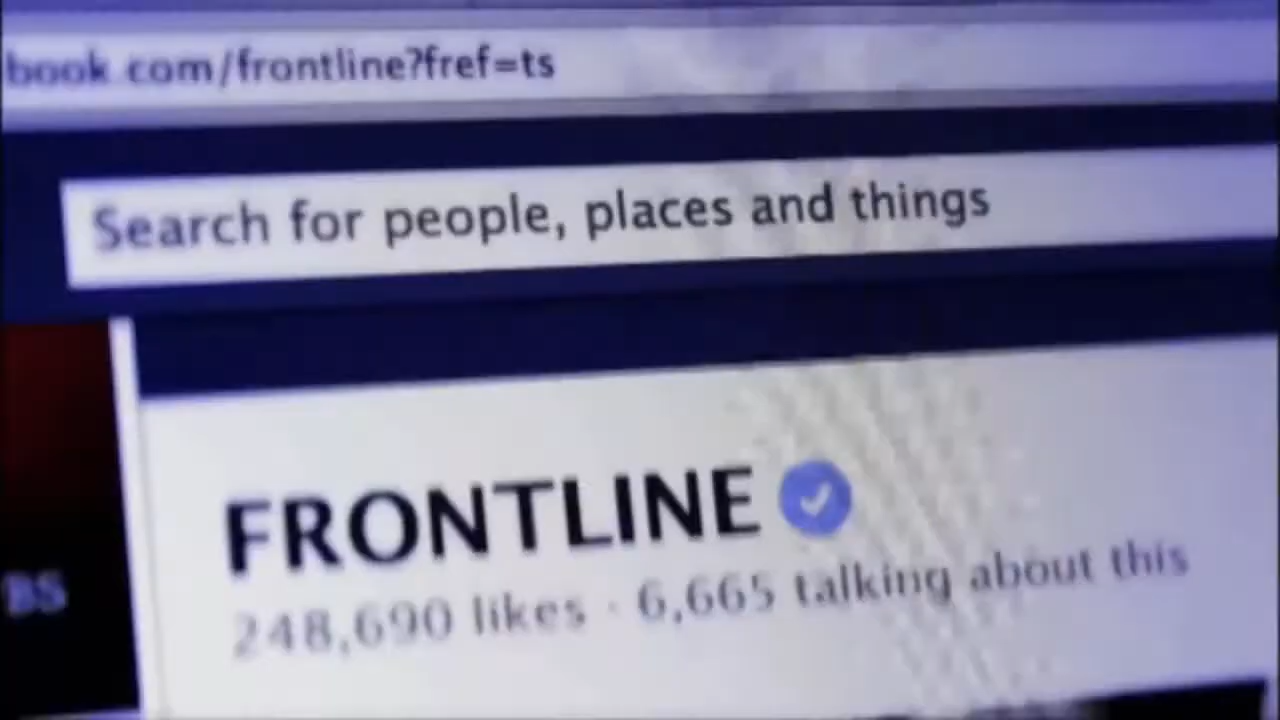 book.com/frontline?fref=ts
Search for people, places and things
FRONTLINE
248,690 likes · 6,665 talking about this
BS